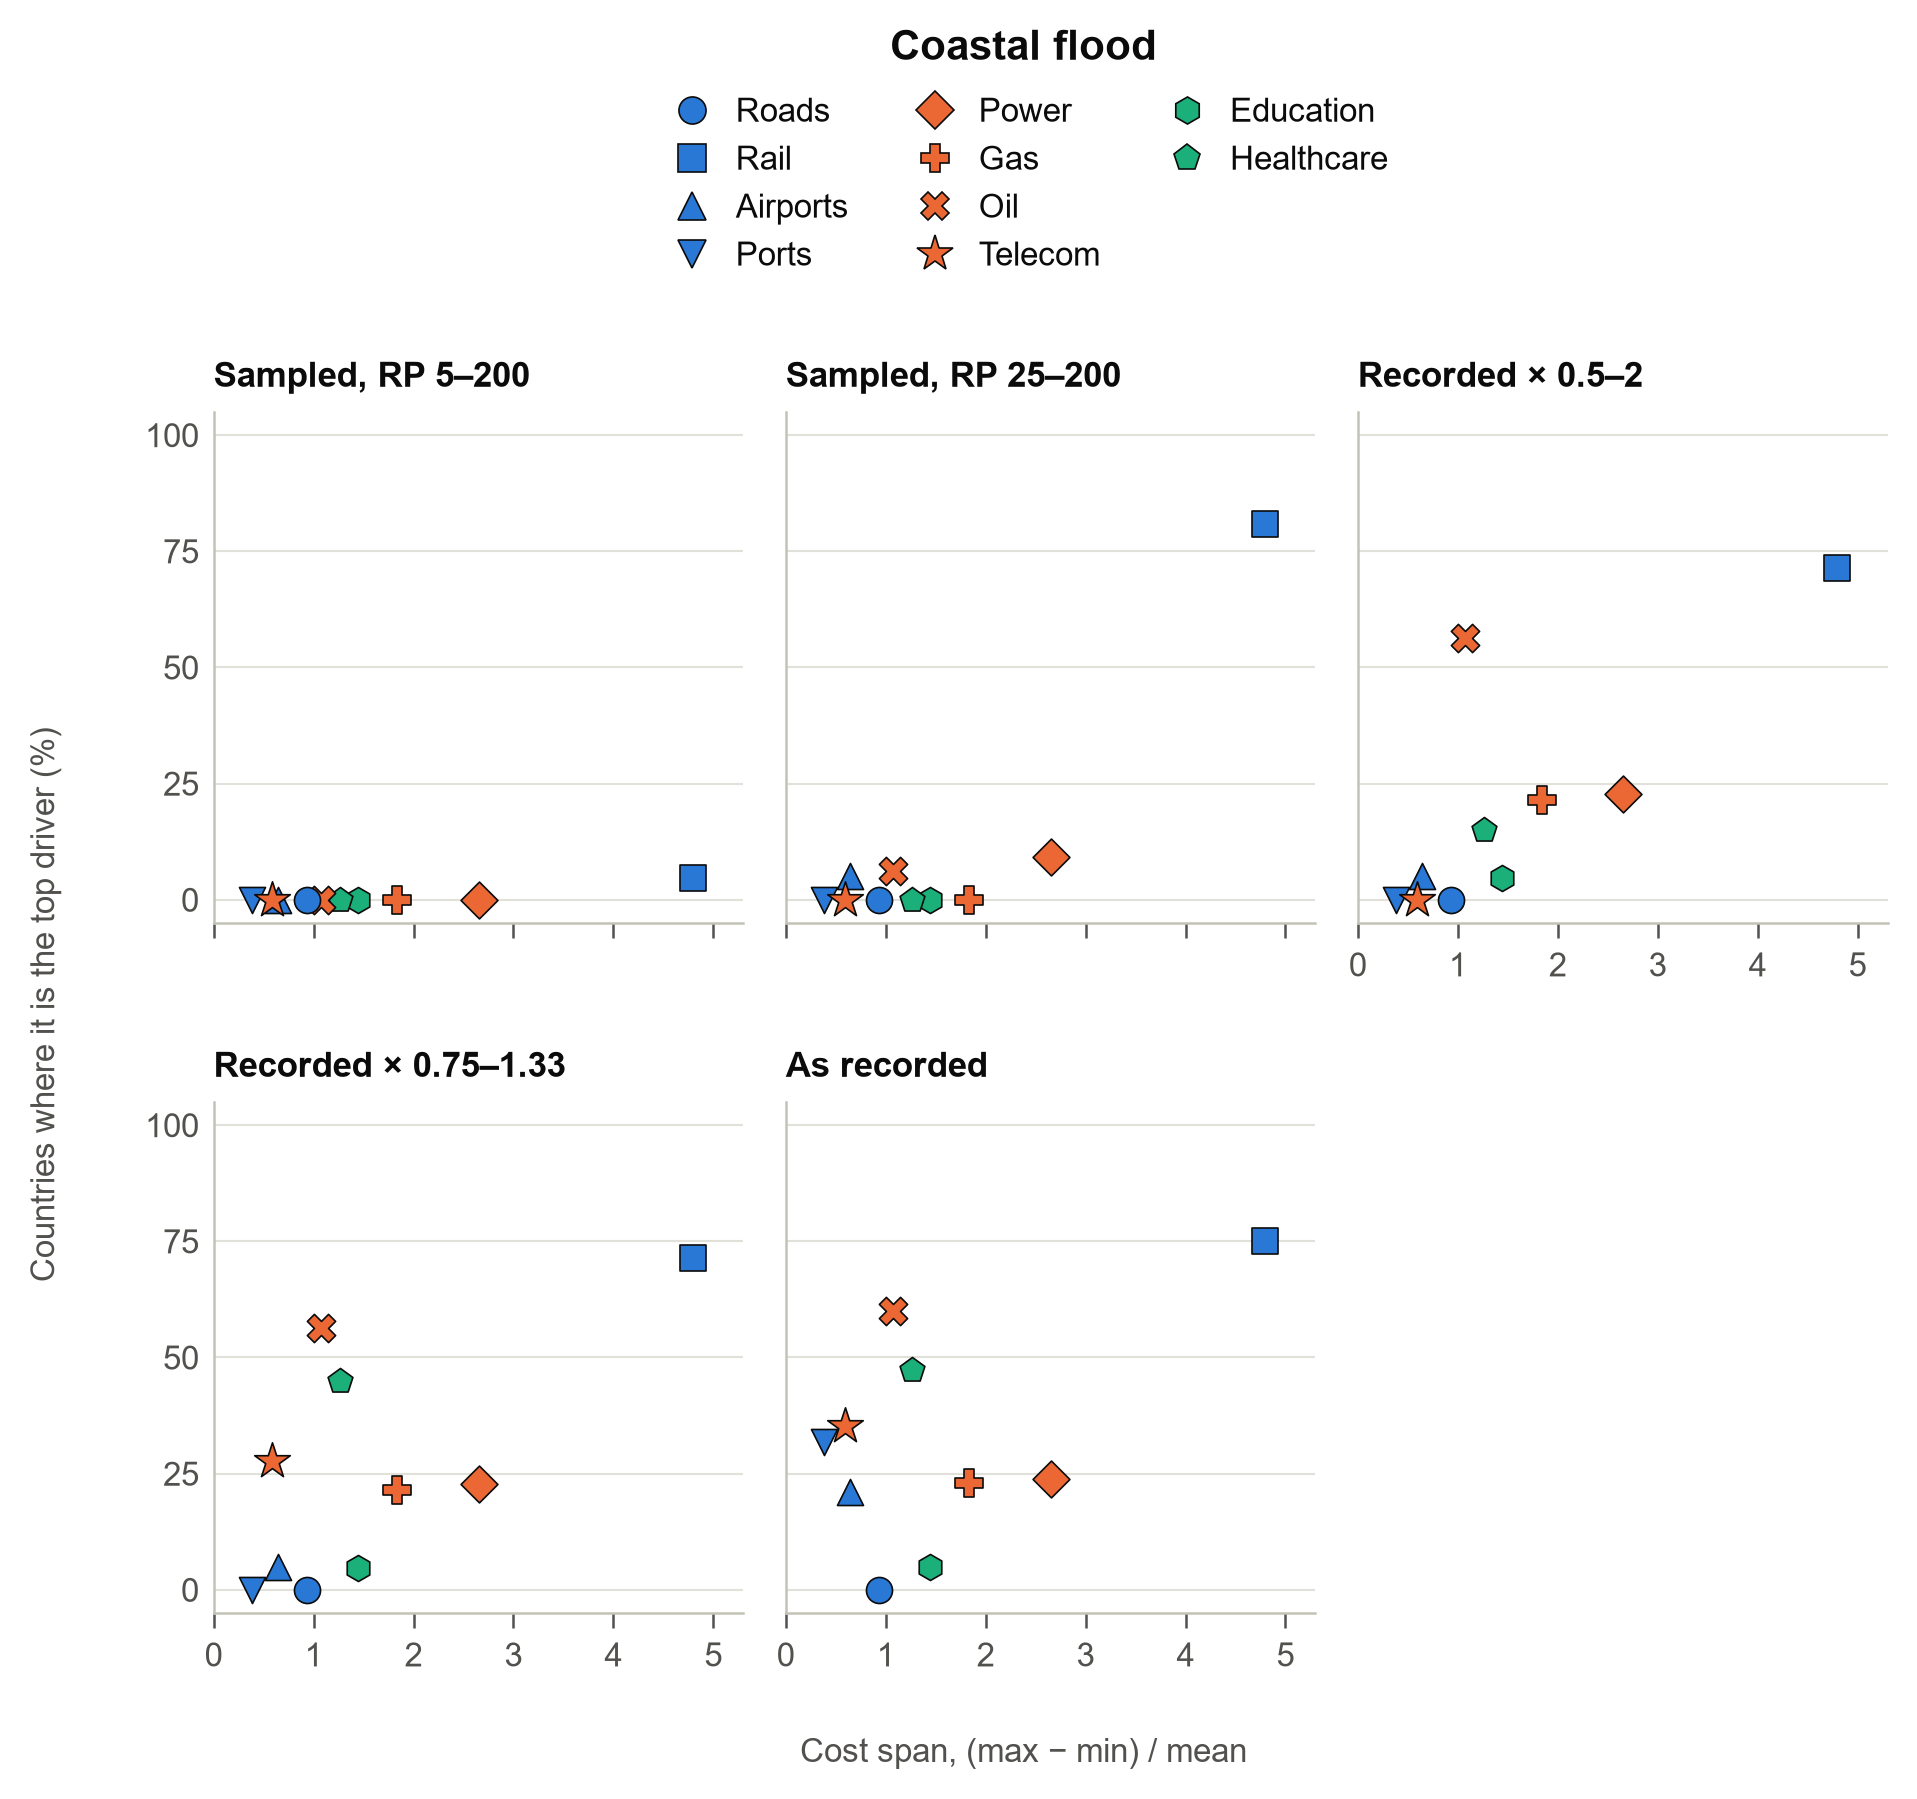 Coastal flood
Roads
Rail
Airports
Ports
Power
Gas
Oil
Telecom
Education
Healthcare
Sampled, RP 5–200
Sampled, RP 25–200
Recorded × 0.5–2
100
75
50
25
0
0 1 2 3 4 5
Recorded × 0.75–1.33
As recorded
100
75
50
25
0
0 1 2 3 4 5
0 1 2 3 4 5
Countries where it is the top driver (%)
Cost span, (max − min) / mean